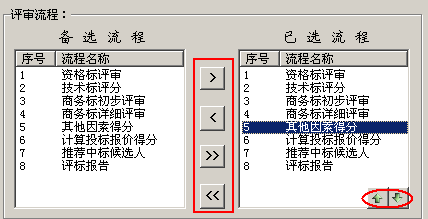 评审流程：
备 选 流 程
序号 流程名称
1 资格标评审
2 技术标评分
3 商务标初步评审
4 商务标详细评审
5 其他因素得分
6 计算投标报价得分
7 推荐中标候选人
8 评标报告
>
<
>>
<<
已 选 流 程
序号 流程名称
1 资格标评审
2 技术标评分
3 商务标初步评审
4 商务标详细评审
5 其他因素得分
6 计算投标报价得分
7 推荐中标候选人
8 评标报告